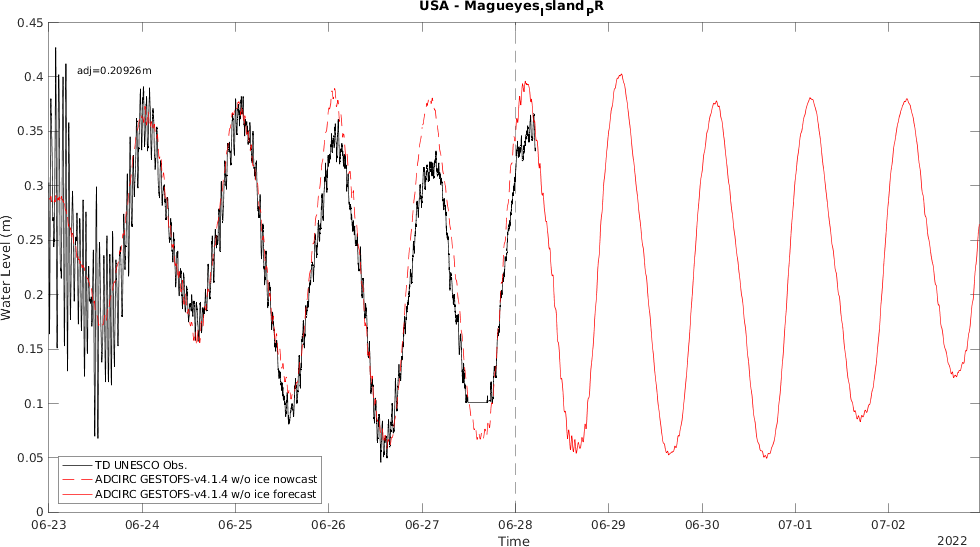 USA - MagueyesIsland PR
0.45
0.4
0.35
0.3
0.25
0.2
0.15
0.1
0.05
0
Water Level (m)
adj=0.20926m
TD UNESCO Obs.
ADCIRC GESTOFS-v4.1.4 w/o ice nowcast
ADCIRC GESTOFS-v4.1.4 w/o ice forecast
06-23 06-24 06-25 06-26 06-27 06-28 06-29 06-30 07-01 07-02
Time
2022